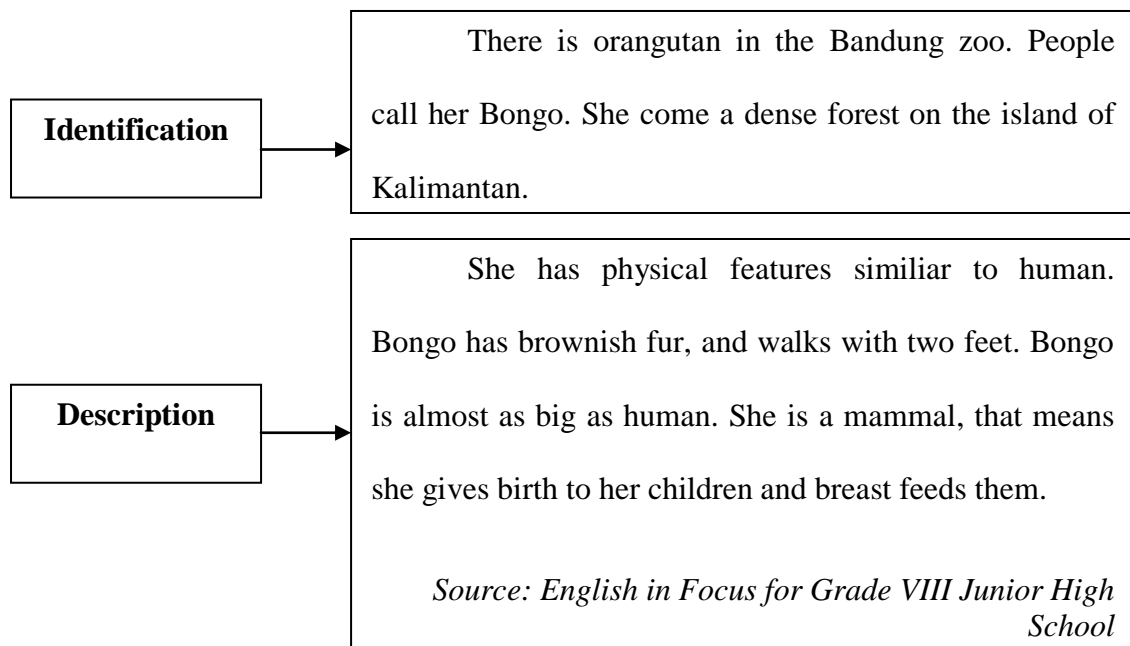 There is orangutan in the Bandung zoo. People
Identification
call her Bongo. She come a dense forest on the island of
Kalimantan.
She has physical features similiar to human.
Bongo has brownish fur, and walks with two feet. Bongo
Description
is almost as big as human. She is a mammal, that means
she gives birth to her children and breast feeds them.
Source: English in Focus for Grade VIII Junior High
School